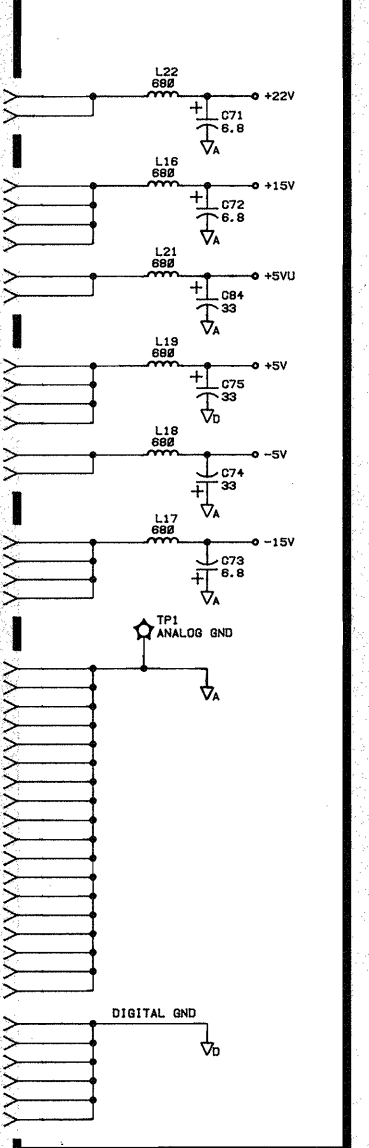 L22
680
+22V
+
C71
6.8
A
L16
680
+15V
+
C72
6.8
A
L21
680
+5VU
+
C84
33
A
L19
680
+5V
+
C75
33
D
L18
680
-5V
C74
33
+
A
L17
680
-15V
C73
6.8
+
A
TP1
ANALOG GND
A
DIGITAL GND
D